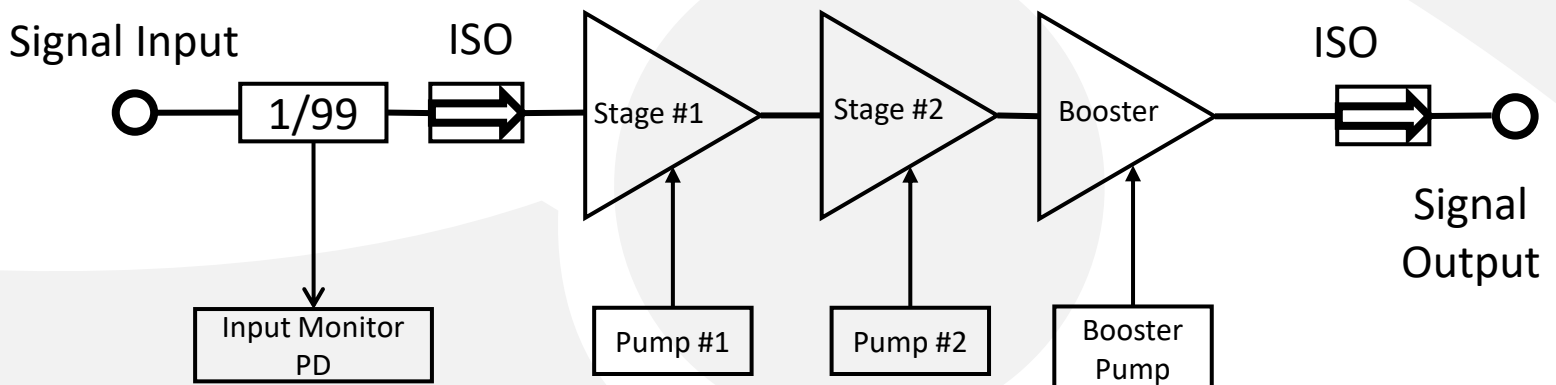 Signal Input
ISO
ISO
1/99
Stage #1
Stage #2
Booster
Signal
Output
Input Monitor
PD
Pump #1
Pump #2
Booster
Pump